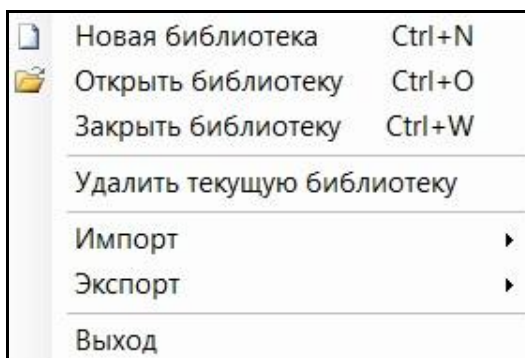 Новая библиотека Ctrl+N
Открыть библиотеку Ctrl+O
Закрыть библиотеку Ctrl+W
Удалить текущую библиотеку
Импорт
Экспорт
Выход